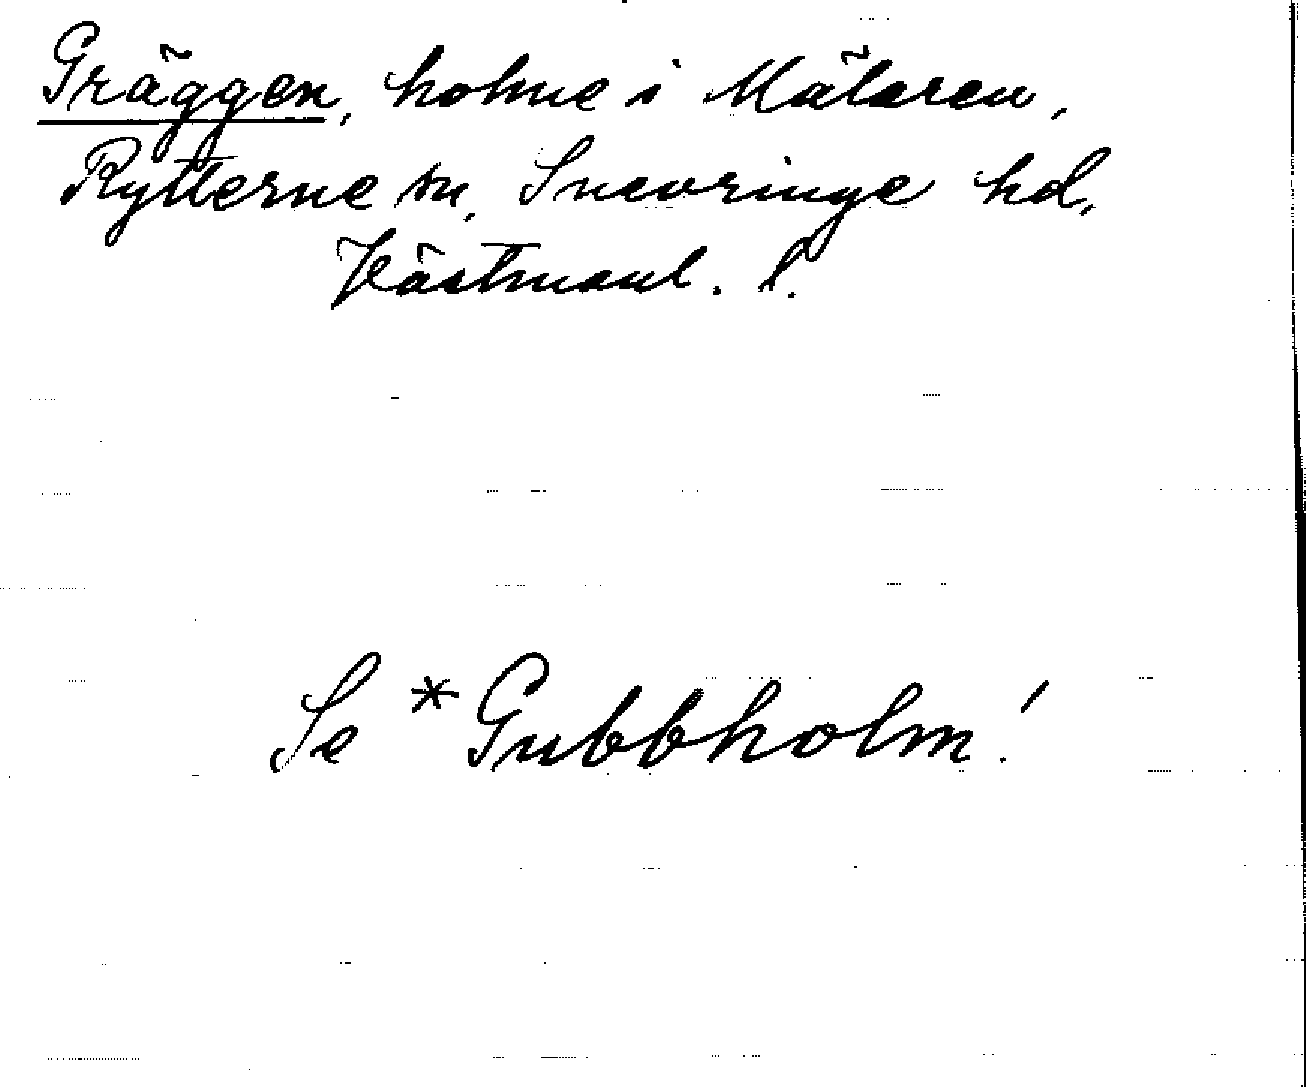 Gräggen, holme i Mälaren,
Rytterne sn, Snevringe hd,
Västmanl. l.
Se *Gubbholm!